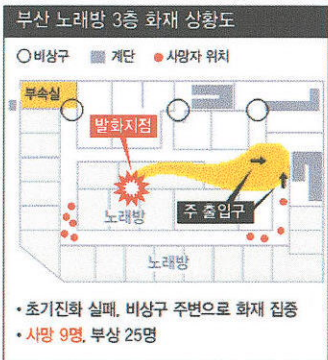 부산 노래방 3층 화재 상황도
비상구 계단 사망자 위치
부속실
발화지점
노래방
주 출입구
노래방
• 초기진화 실패, 비상구 주변으로 화재 집중
• 사망 9명, 부상 25명